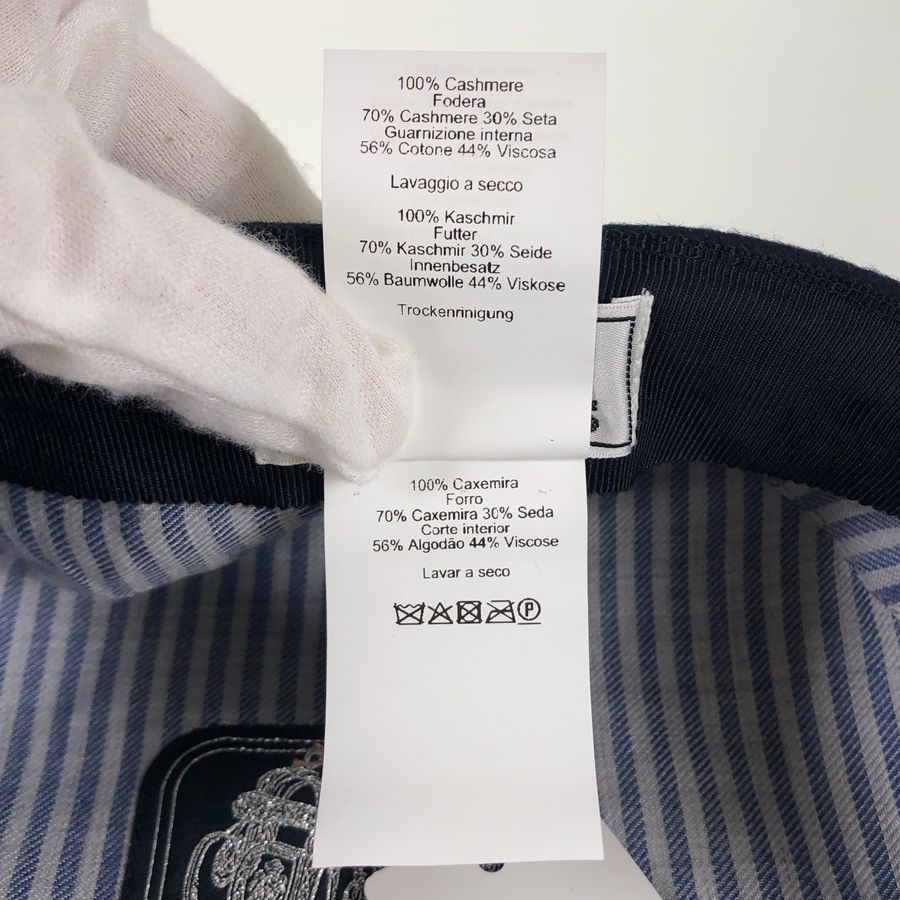 100% Cashmere
Fodera
70% Cashmere 30% Seta
Guarnizione interna
56% Cotone 44% Viscosa
Lavaggio a secco
100% Kaschmir
Futter
70% Kaschmir 30% Seide
Innenbesatz
56% Baumwolle 44% Viskose
Trockenrinigung
100% Caxemira
Forro
70% Caxemira 30% Seda
Corte interior
56% Algodão 44% Viscose
Lavar a seco
P